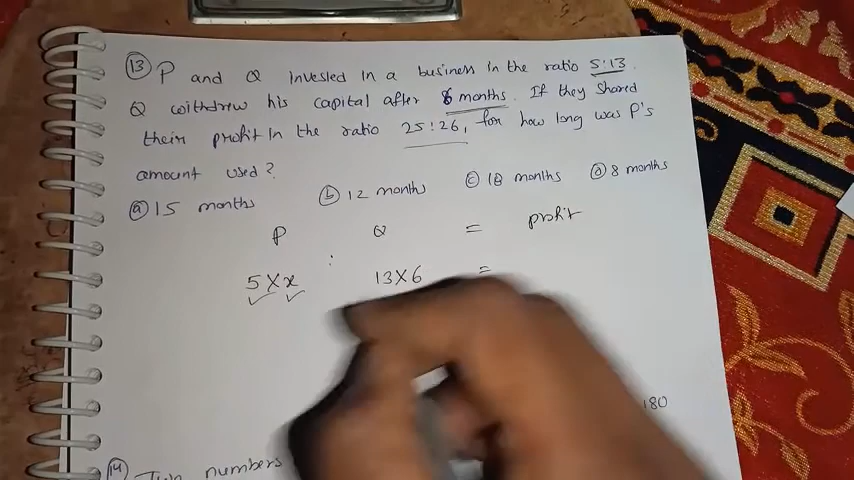 13 P and Q invested in a business in the ratio 5:13.
Q withdrew his capital after 6 months. If they shared
their profit in the ratio 25:26, for how long was P's
amount used?
a 15 months b 12 months c 18 months d 8 months
P Q = profit
5 X x : 13 X 6 =
180
14 Two numbers